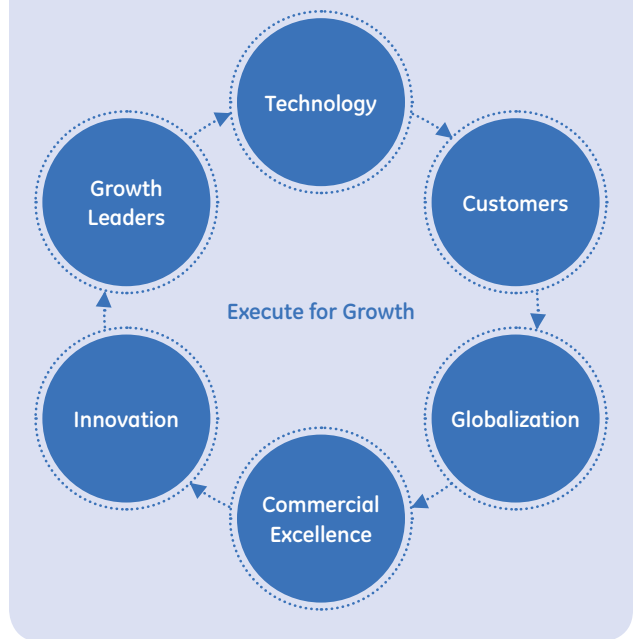 Technology
Customers
Globalization
Commercial
Excellence
Innovation
Growth
Leaders
Execute for Growth